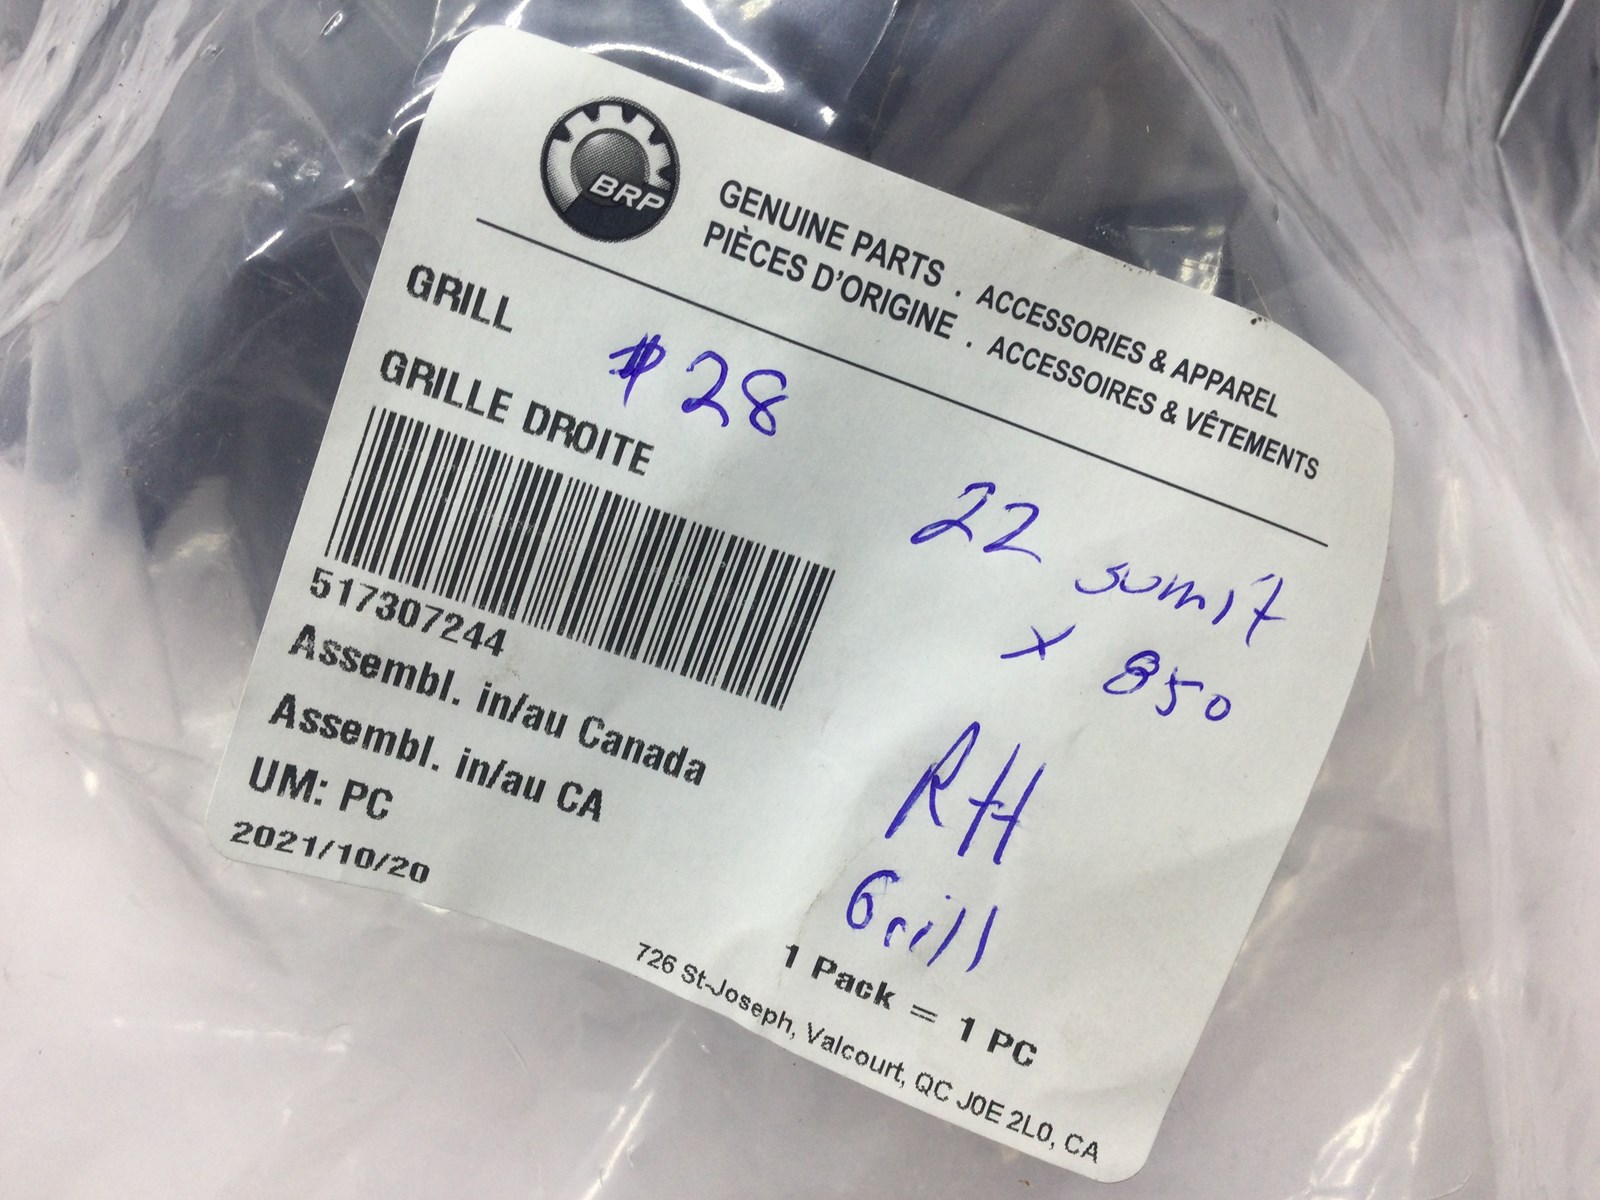 BRP
GENUINE PARTS . ACCESSORIES & APPAREL
PIÈCES D'ORIGINE . ACCESSOIRES & VÊTEMENTS
GRILL
$28
GRILLE DROITE
22 sumit
x 850
517307244
Assembl. in/au Canada
Assembl. in/au CA
UM: PC
2021/10/20
RH
Grill
1 Pack = 1 PC
726 St-Joseph, Valcourt, QC J0E 2L0, CA